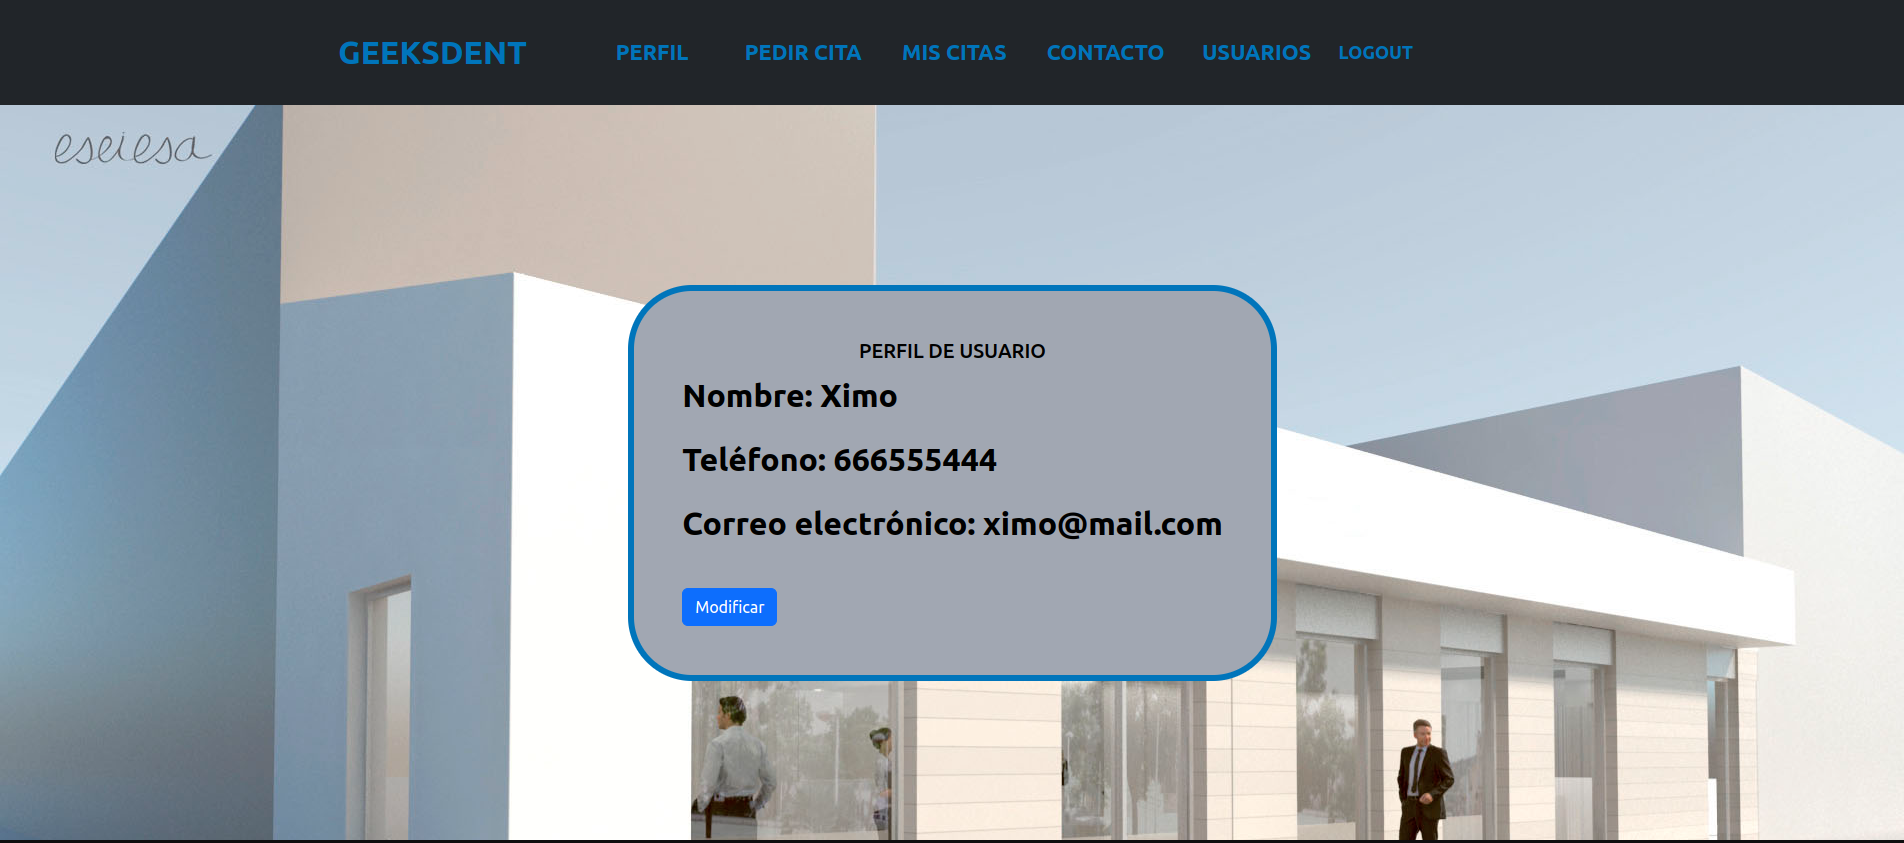 GEEKSDENT PERFIL PEDIR CITA MIS CITAS CONTACTO USUARIOS LOGOUT
eseiesa
PERFIL DE USUARIO
Nombre: Ximo
Teléfono: 666555444
Correo electrónico: ximo@mail.com
Modificar